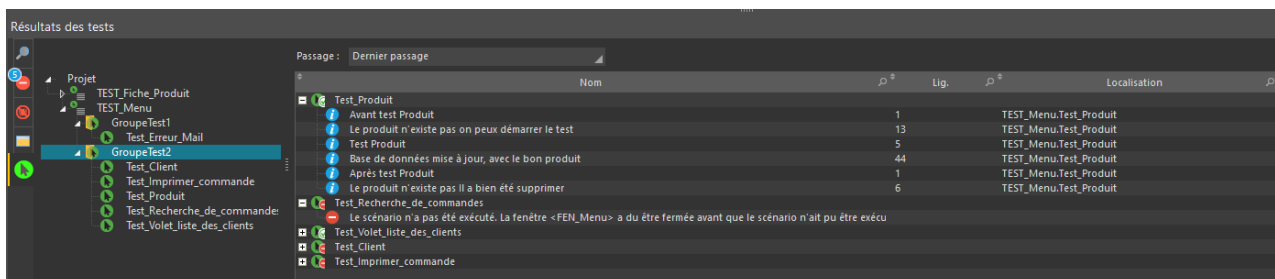 Résultats des tests
Passage : Dernier passage
5
Projet
TEST_Fiche_Produit
TEST_Menu
GroupeTest1
Test_Erreur_Mail
GroupeTest2
Test_Client
Test_Imprimer_commande
Test_Produit
Test_Recherche_de_commandes
Test_Volet_liste_des_clients
Nom Lig. Localisation
Test_Produit
Avant test Produit 1 TEST_Menu.Test_Produit
Le produit n'existe pas on peux démarrer le test 13 TEST_Menu.Test_Produit
Test Produit 5 TEST_Menu.Test_Produit
Base de données mise à jour, avec le bon produit 44 TEST_Menu.Test_Produit
Après test Produit 1 TEST_Menu.Test_Produit
Le produit n'existe pas Il a bien été supprimer 6 TEST_Menu.Test_Produit
Test_Recherche_de_commandes
Le scénario n'a pas été exécuté. La fenêtre <FEN_Menu> a du être fermée avant que le scénario n'ait pu être exécu
Test_Volet_liste_des_clients
Test_Client
Test_Imprimer_commande